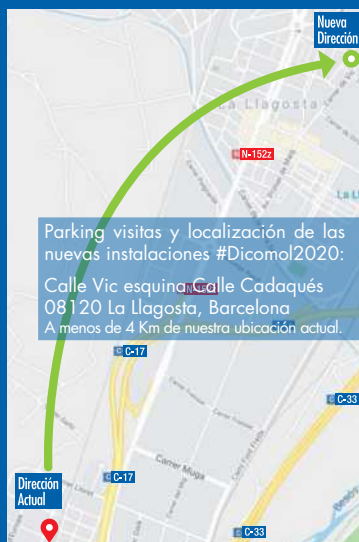 Nueva
Dirección
La Llagosta
N-152z
Parking visitas y localización de las
nuevas instalaciones #Dicomol2020:
Calle Vic esquina Calle Cadaqués
08120 La Llagosta, Barcelona
A menos de 4 Km de nuestra ubicación actual.
C-17
C-33
Carrer Muga
C-17
Dirección
Actual
C-33